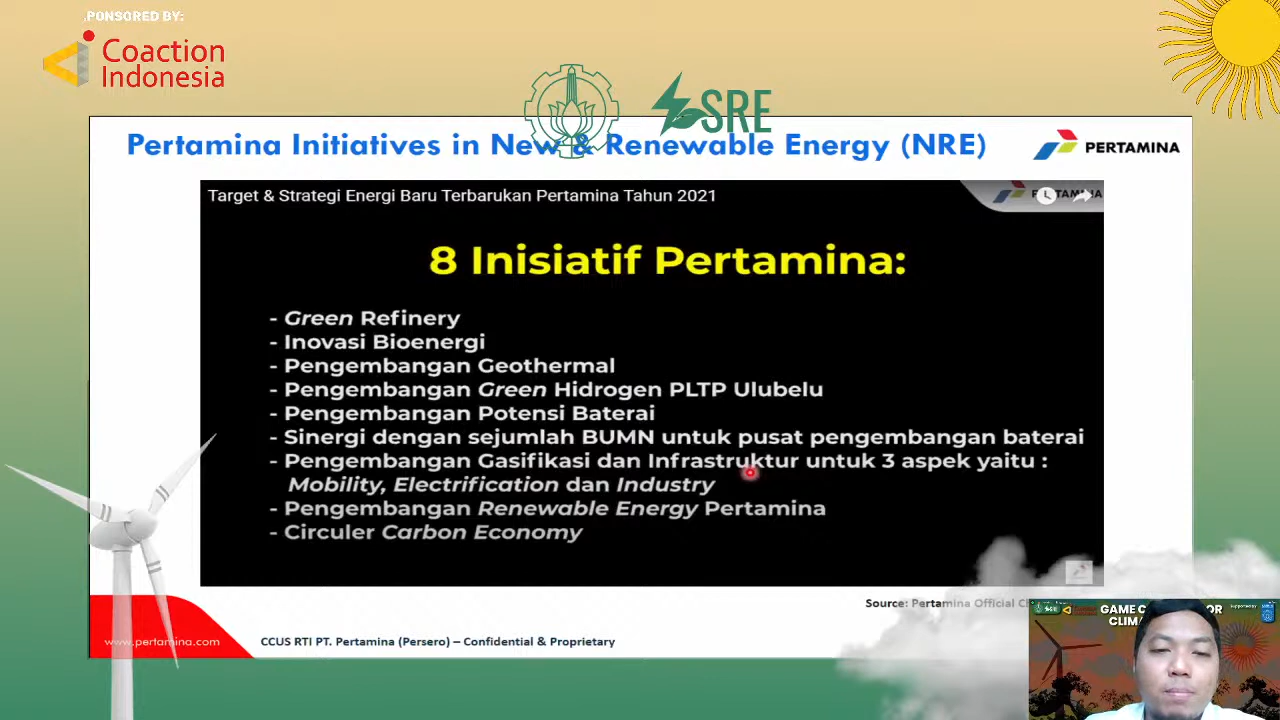 .PONSORED BY:
Coaction
Indonesia
SRE
Pertamina Initiatives in New & Renewable Energy (NRE)
PERTAMINA
Target & Strategi Energi Baru Terbarukan Pertamina Tahun 2021
8 Inisiatif Pertamina:
- Green Refinery
- Inovasi Bioenergi
- Pengembangan Geothermal
- Pengembangan Green Hidrogen PLTP Ulubelu
- Pengembangan Potensi Baterai
- Sinergi dengan sejumlah BUMN untuk pusat pengembangan baterai
- Pengembangan Gasifikasi dan Infrastruktur untuk 3 aspek yaitu :
Mobility, Electrification dan Industry
- Pengembangan Renewable Energy Pertamina
- Circuler Carbon Economy
Source: Pertamina Official
www.pertamina.com
CCUS RTI PT. Pertamina (Persero) – Confidential & Proprietary
GAME